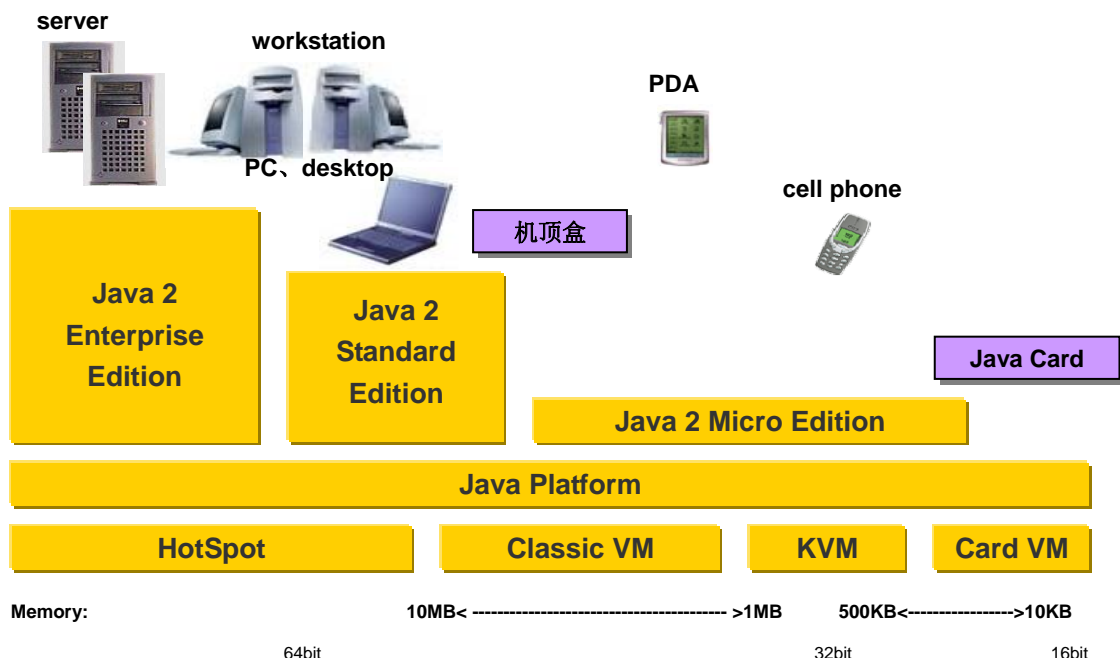 server
workstation
PDA
PC、desktop
cell phone
机顶盒
Java 2
Enterprise
Edition
Java 2
Standard
Edition
Java Card
Java 2 Micro Edition
Java Platform
HotSpot
Classic VM
KVM
Card VM
Memory:
10MB< ----------------------------------------- >1MB
500KB<----------------->10KB
64bit
32bit
16bit